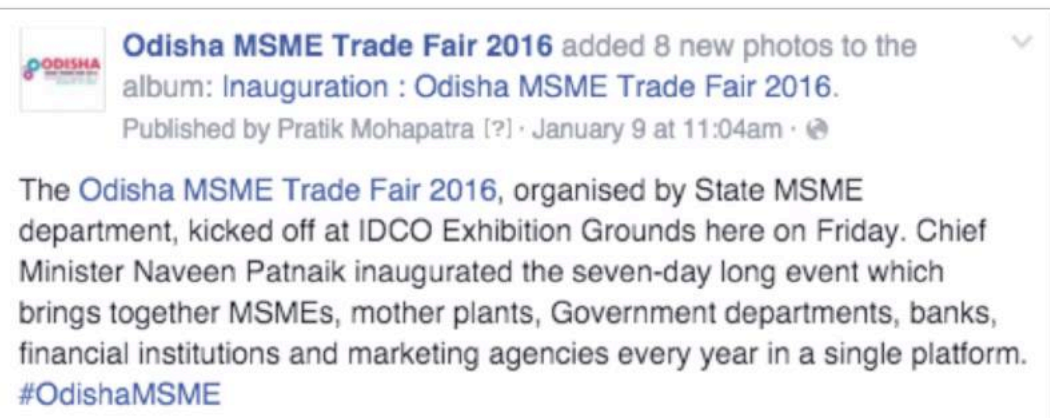 Odisha MSME Trade Fair 2016 added 8 new photos to the
album: Inauguration : Odisha MSME Trade Fair 2016.
Published by Pratik Mohapatra [?] · January 9 at 11:04am ·
ODISHA
The Odisha MSME Trade Fair 2016, organised by State MSME
department, kicked off at IDCO Exhibition Grounds here on Friday. Chief
Minister Naveen Patnaik inaugurated the seven-day long event which
brings together MSMEs, mother plants, Government departments, banks,
financial institutions and marketing agencies every year in a single platform.
#OdishaMSME